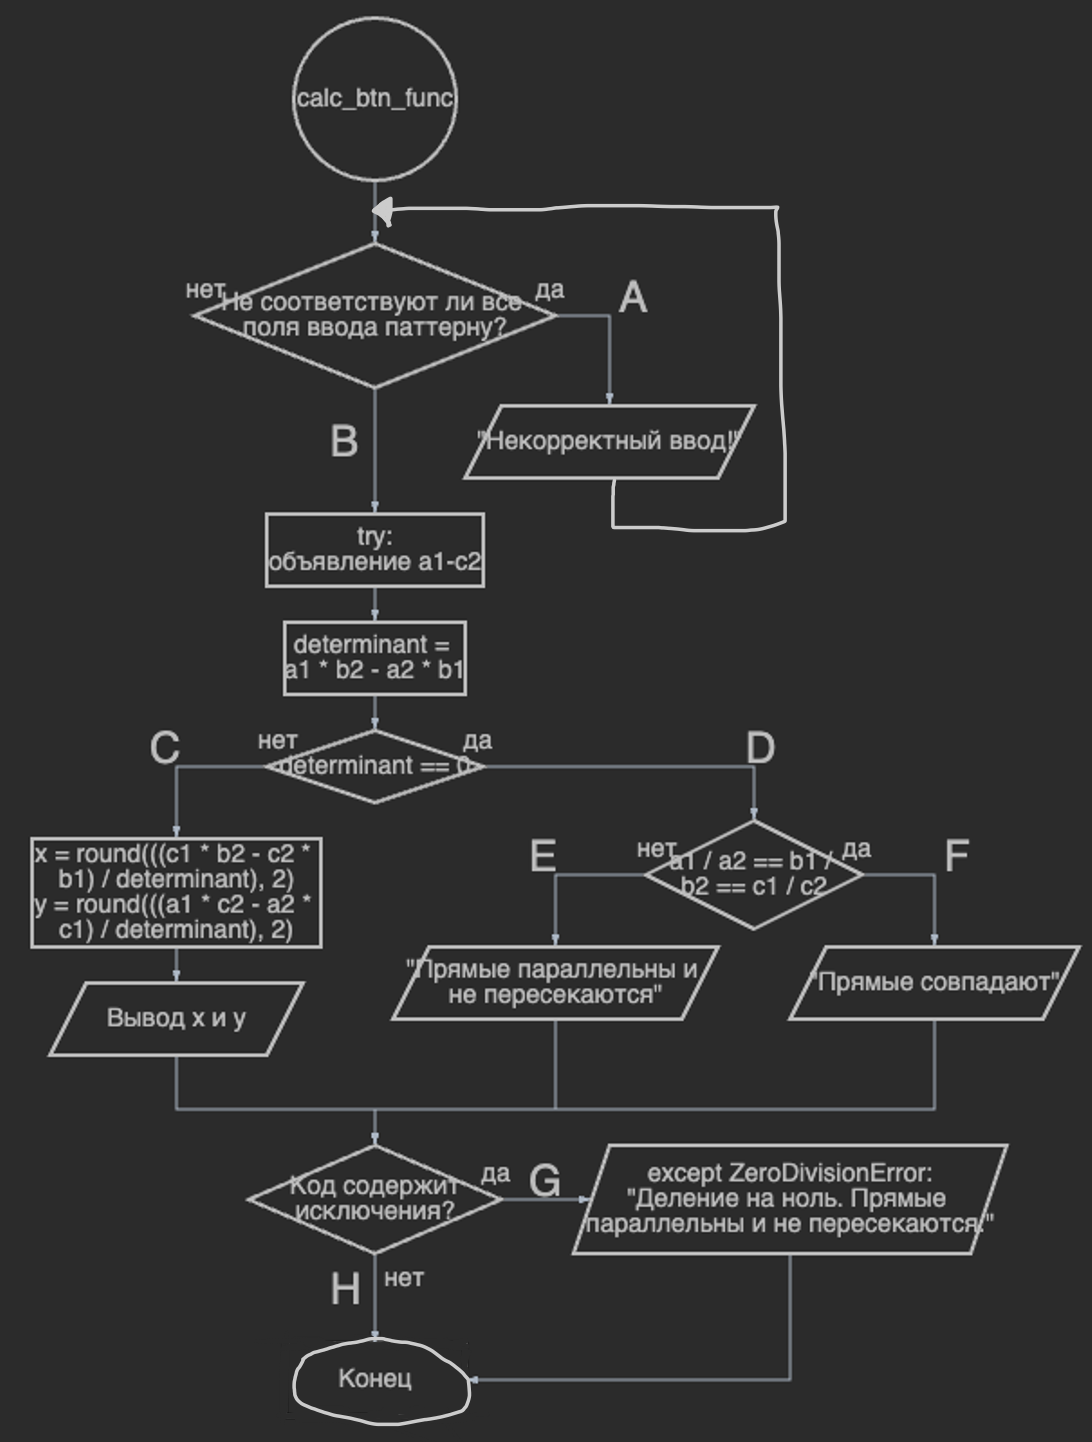 calc_btn_func
нет
да
A
Не соответствуют ли все
поля ввода паттерну?
"Некорректный ввод!"
B
try:
объявление a1-c2
determinant =
a1 * b2 - a2 * b1
C
нет
да
D
determinant == 0
x = round(((c1 * b2 - c2 *
b1) / determinant), 2)
y = round(((a1 * c2 - a2 *
c1) / determinant), 2)
E
нет
да
F
a1 / a2 == b1 /
b2 == c1 / c2
"Прямые параллельны и
не пересекаются"
"Прямые совпадают"
Вывод x и y
Код содержит
исключения?
да
G
except ZeroDivisionError:
"Деление на ноль. Прямые
параллельны и не пересекаются."
H
нет
Конец